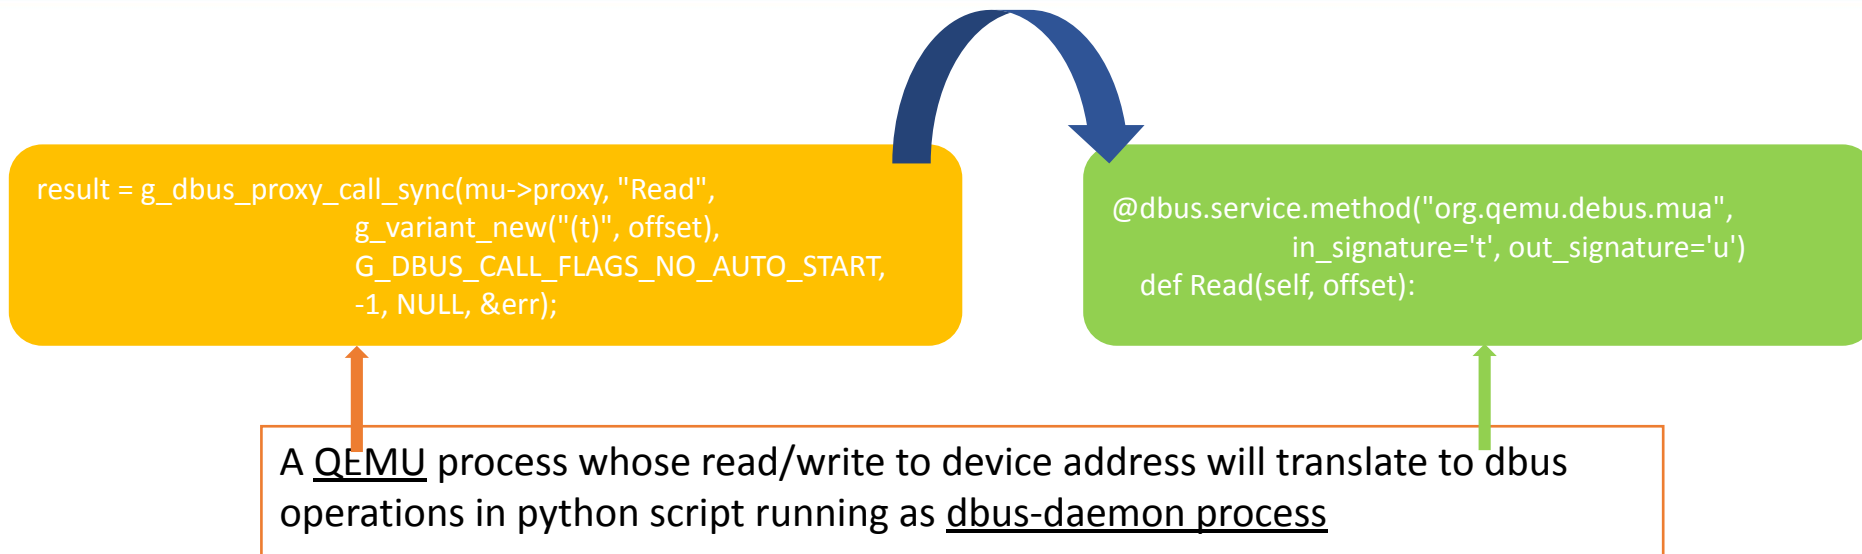 result = g_dbus_proxy_call_sync(mu->proxy, "Read",
g_variant_new("(t)", offset),
G_DBUS_CALL_FLAGS_NO_AUTO_START,
-1, NULL, &err);
@dbus.service.method("org.qemu.debus.mua",
in_signature='t', out_signature='u')
def Read(self, offset):
A QEMU process whose read/write to device address will translate to dbus
operations in python script running as dbus-daemon process